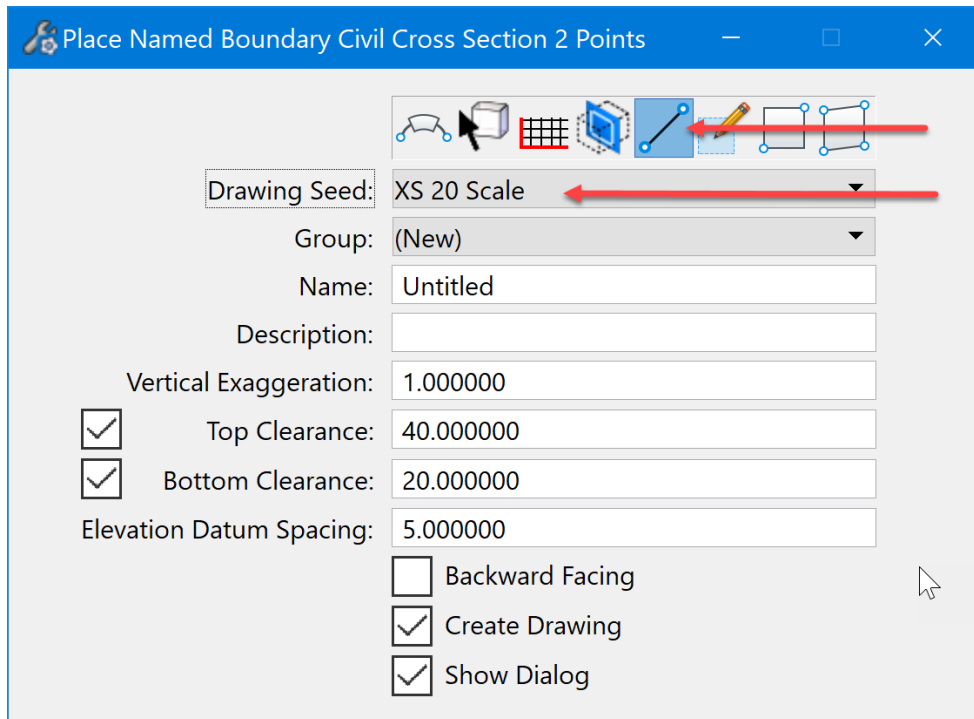 Place Named Boundary Civil Cross Section 2 Points
Drawing Seed: XS 20 Scale
Group: (New)
Name: Untitled
Description:
Vertical Exaggeration: 1.000000
Top Clearance: 40.000000
Bottom Clearance: 20.000000
Elevation Datum Spacing: 5.000000
Backward Facing
Create Drawing
Show Dialog